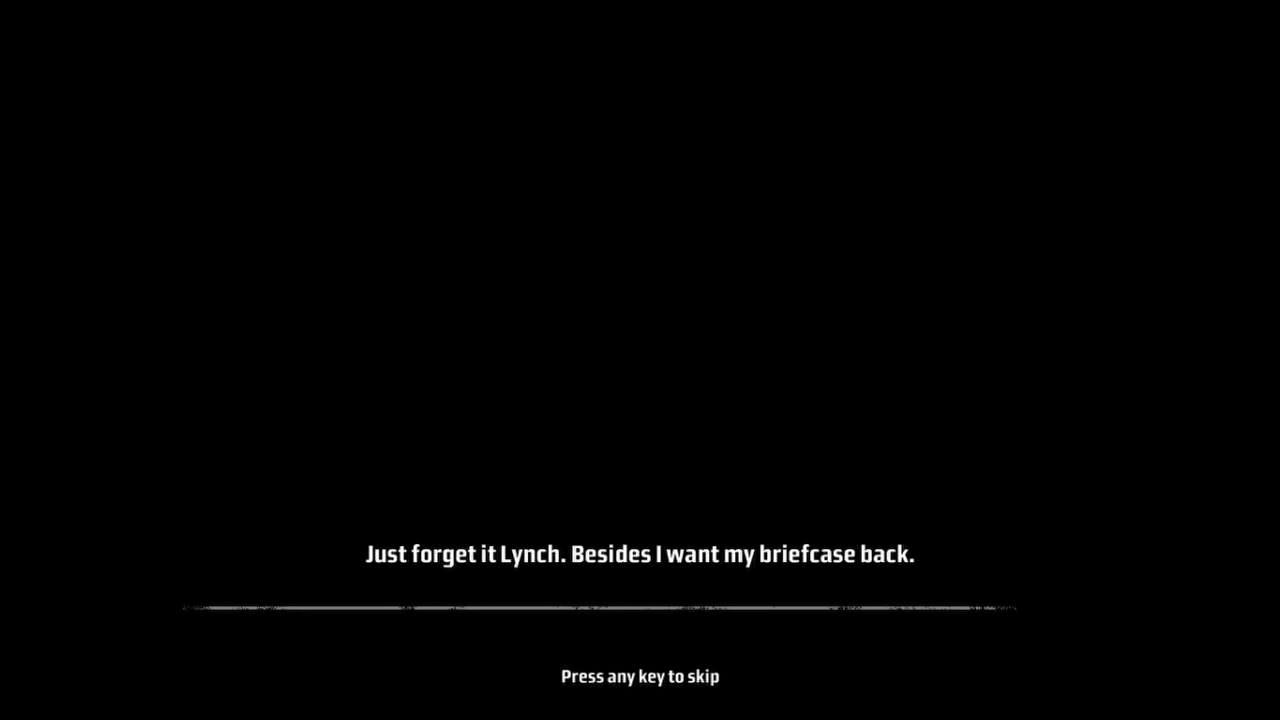 Just forget it Lynch. Besides I want my briefcase back.
Press any key to skip